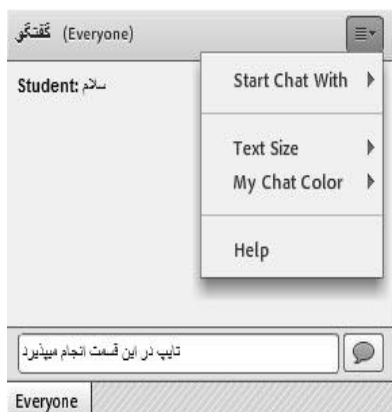 گفتگو (Everyone)
Student: سلام
Start Chat With
Text Size
My Chat Color
Help
تایپ در این قسمت انجام میپذیرد
Everyone